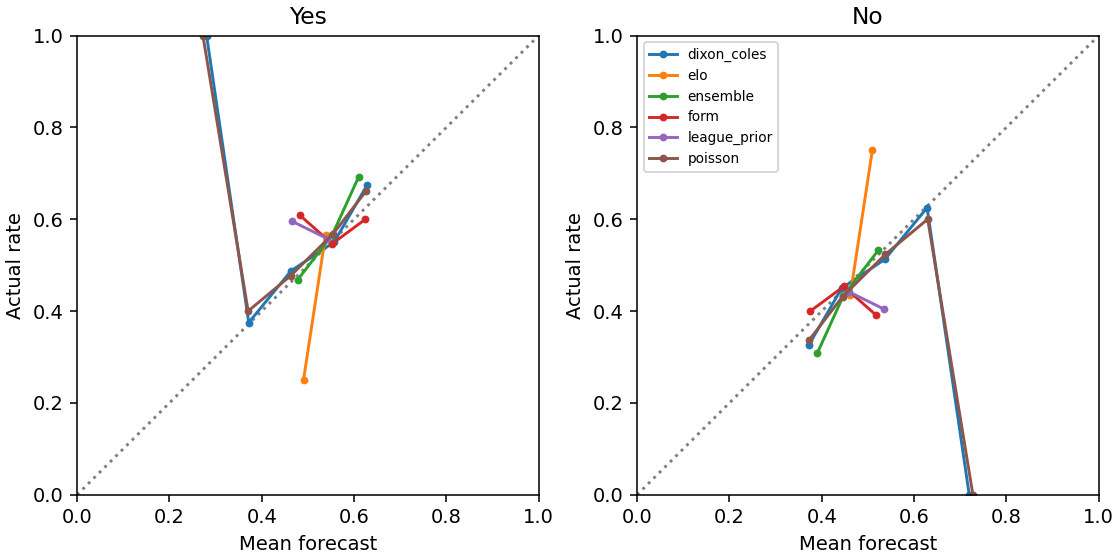 Yes
1.0
0.8
0.6
0.4
0.2
0.0
Actual rate
0.0 0.2 0.4 0.6 0.8 1.0
Mean forecast
No
1.0
0.8
0.6
0.4
0.2
0.0
Actual rate
dixon_coles
elo
ensemble
form
league_prior
poisson
0.0 0.2 0.4 0.6 0.8 1.0
Mean forecast